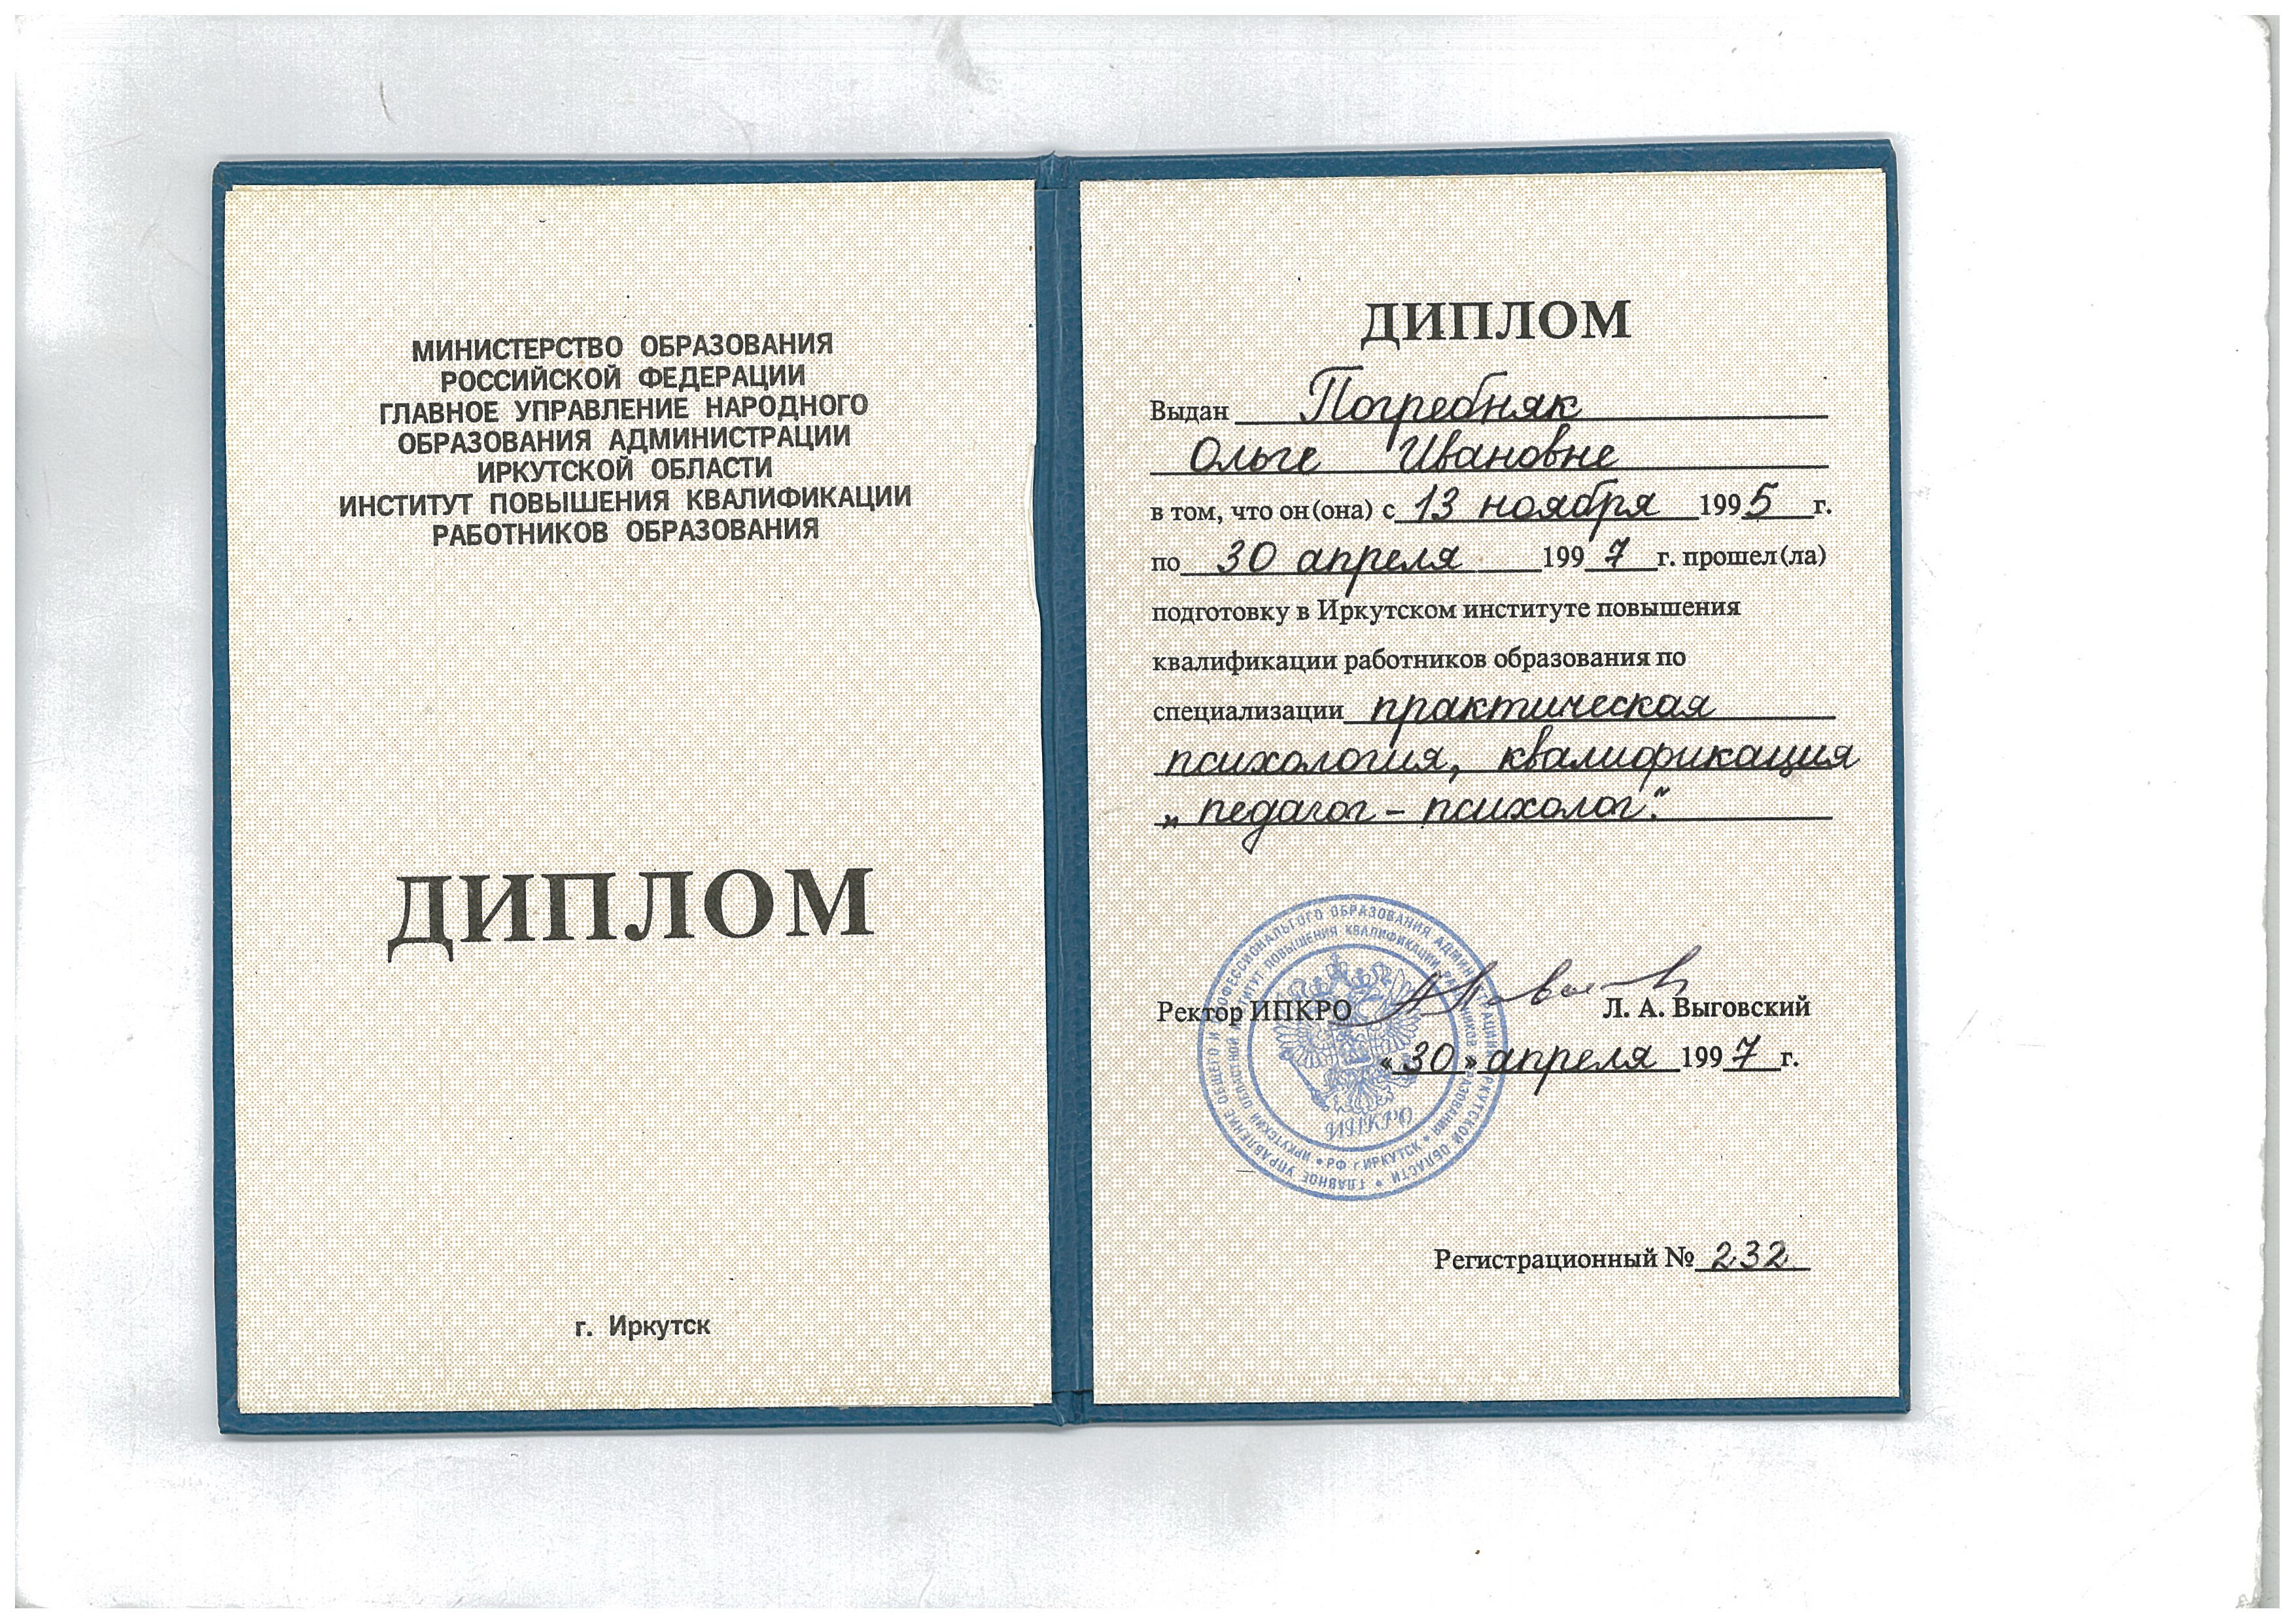 МИНИСТЕРСТВО ОБРАЗОВАНИЯ
РОССИЙСКОЙ ФЕДЕРАЦИИ
ГЛАВНОЕ УПРАВЛЕНИЕ НАРОДНОГО
ОБРАЗОВАНИЯ АДМИНИСТРАЦИИ
ИРКУТСКОЙ ОБЛАСТИ
ИНСТИТУТ ПОВЫШЕНИЯ КВАЛИФИКАЦИИ
РАБОТНИКОВ ОБРАЗОВАНИЯ
ДИПЛОМ
г. Иркутск
ДИПЛОМ
Выдан Погребняк
Ольге Ивановне
в том, что он(она) с 13 ноября 1995 г.
по 30 апреля 1997 г. прошел(ла)
подготовку в Иркутском институте повышения
квалификации работников образования по
специализации практическая
психология, квалификация
„педагог - психолог".
Ректор ИПКРО Л. А. Выговский
«30» апреля 1997 г.
ГЛАВНОЕ УПРАВЛЕНИЕ ОБЩЕГО И ПРОФЕССИОНАЛЬНОГО ОБРАЗОВАНИЯ АДМИНИСТРАЦИИ ИРКУТСКОЙ ОБЛАСТИ
ИРКУТСКИЙ ОБЛАСТНОЙ ИНСТИТУТ ПОВЫШЕНИЯ КВАЛИФИКАЦИИ РАБОТНИКОВ ОБРАЗОВАНИЯ
РФ г. ИРКУТСК
ИПКРО
Регистрационный № 232